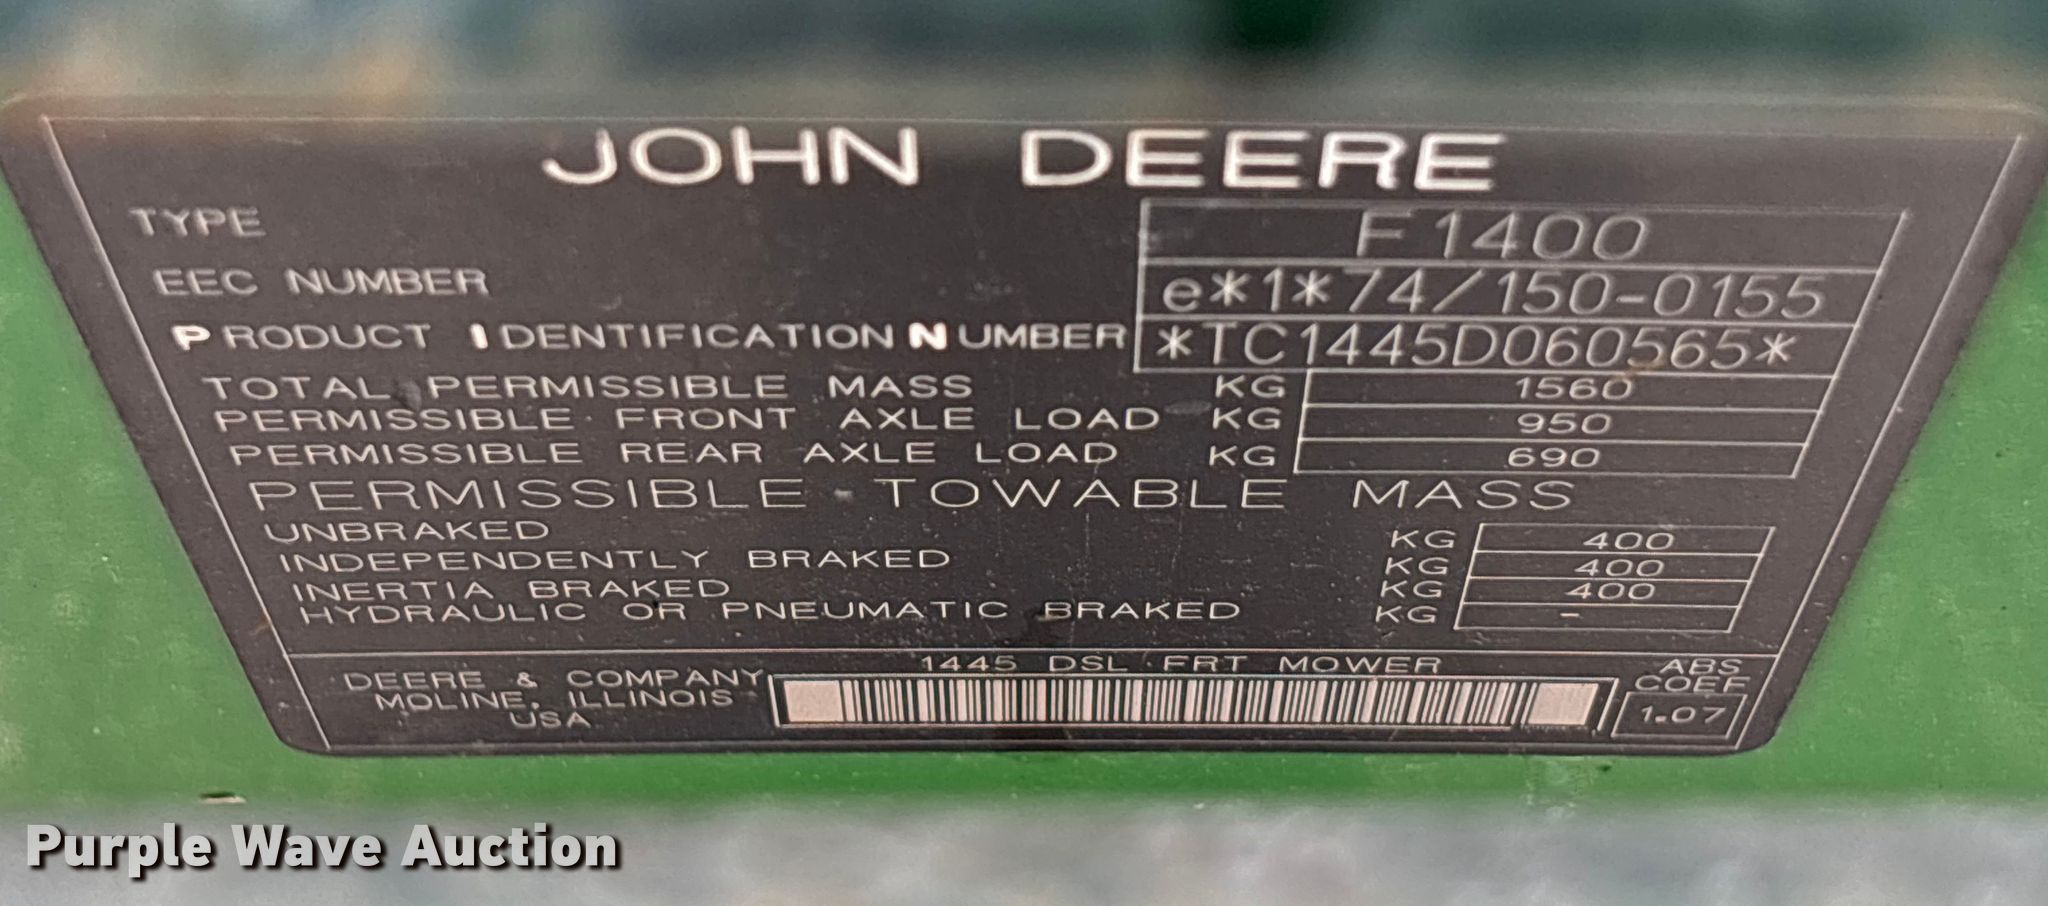 JOHN DEERE
TYPE F1400
EEC NUMBER e*1*74/150-0155
PRODUCT IDENTIFICATION NUMBER *TC1445D060565*
TOTAL PERMISSIBLE MASS KG 1560
PERMISSIBLE FRONT AXLE LOAD KG 950
PERMISSIBLE REAR AXLE LOAD KG 690
PERMISSIBLE TOWABLE MASS
UNBRAKED KG 400
INDEPENDENTLY BRAKED KG 400
INERTIA BRAKED KG 400
HYDRAULIC OR PNEUMATIC BRAKED KG -
DEERE & COMPANY
MOLINE, ILLINOIS
USA
1445 DSL FRT MOWER
ABS
COEF
1.07
Purple Wave Auction